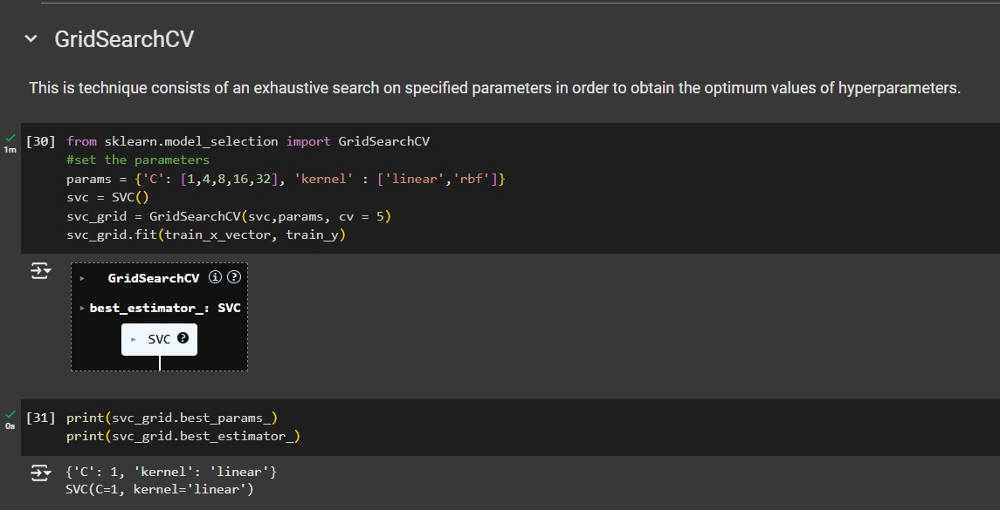 GridSearchCV
This is technique consists of an exhaustive search on specified parameters in order to obtain the optimum values of hyperparameters.
[30] from sklearn.model_selection import GridSearchCV
1m
#set the parameters
params = {'C': [1,4,8,16,32], 'kernel' : ['linear','rbf']}
svc = SVC()
svc_grid = GridSearchCV(svc,params, cv = 5)
svc_grid.fit(train_x_vector, train_y)
GridSearchCV i ?
best_estimator_: SVC
SVC ?
[31] print(svc_grid.best_params_)
0s
print(svc_grid.best_estimator_)
{'C': 1, 'kernel': 'linear'}
SVC(C=1, kernel='linear')